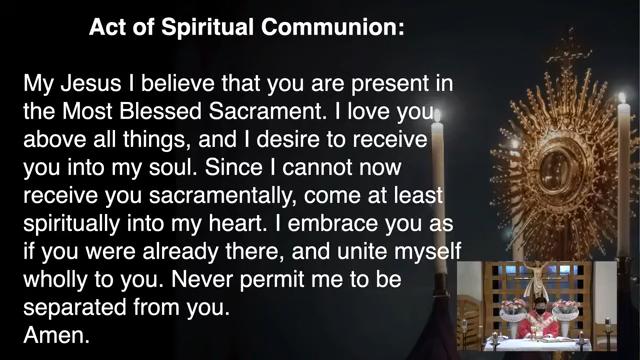 Act of Spiritual Communion:
My Jesus I believe that you are present in
the Most Blessed Sacrament. I love you
above all things, and I desire to receive
you into my soul. Since I cannot now
receive you sacramentally, come at least
spiritually into my heart. I embrace you as
if you were already there, and unite myself
wholly to you. Never permit me to be
separated from you.
Amen.